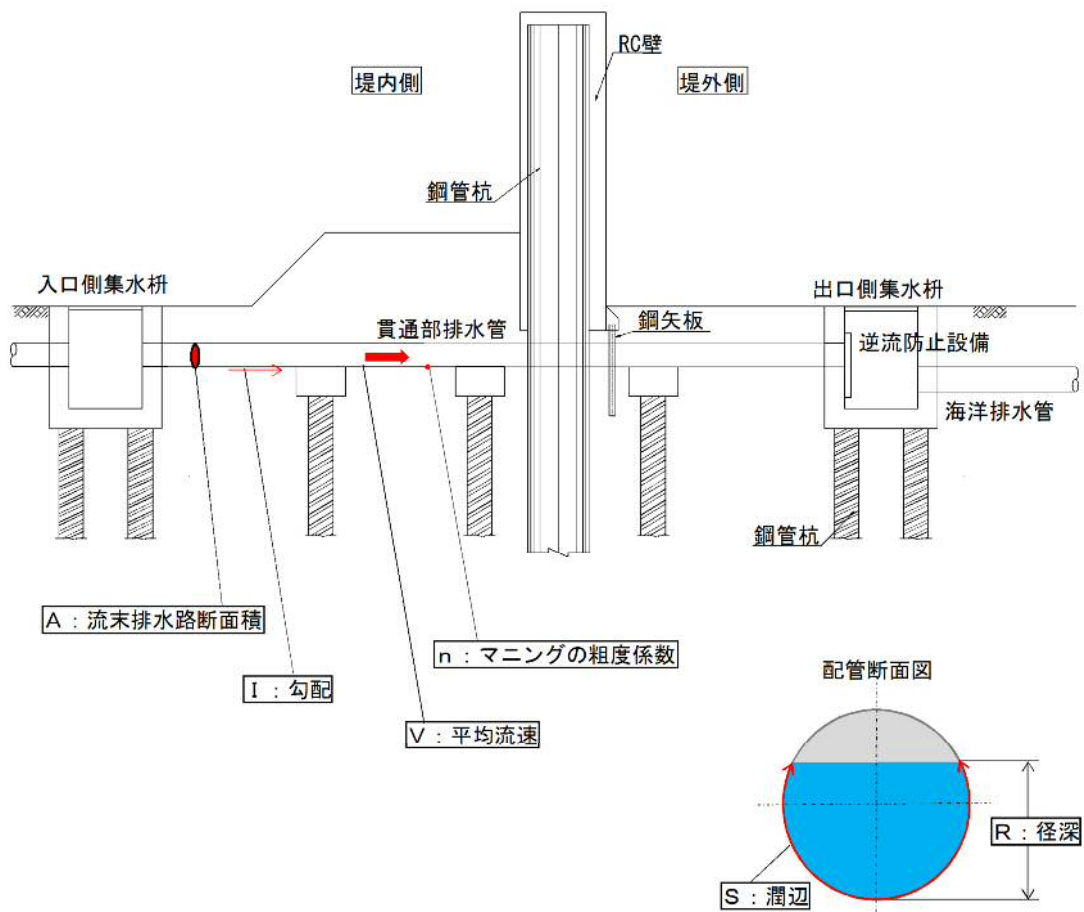 RC壁
堤内側
堤外側
鋼管杭
入口側集水枡
出口側集水枡
貫通部排水管
鋼矢板
逆流防止設備
海洋排水管
鋼管杭
A:流末排水路断面積
n:マニングの粗度係数
I:勾配
V:平均流速
配管断面図
R:径深
S:潤辺